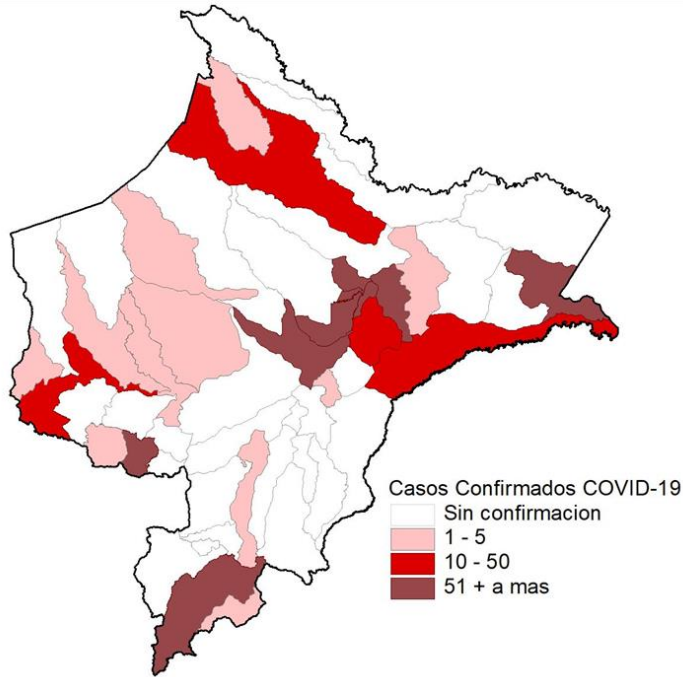 Casos Confirmados COVID-19
Sin confirmacion
1 - 5
10 - 50
51 + a mas